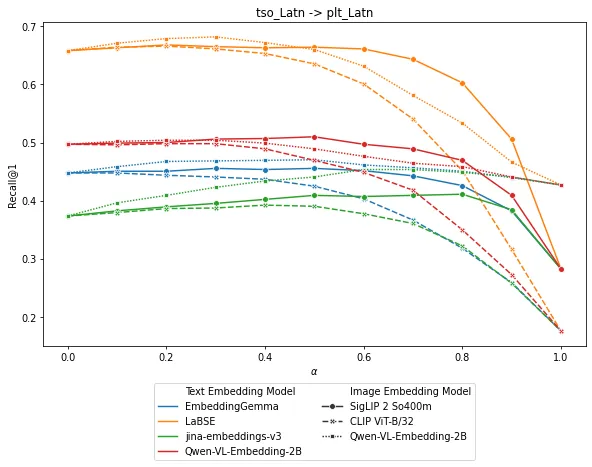 tso_Latn -> plt_Latn
Recall@1
0.7
0.6
0.5
0.4
0.3
0.2
0.0 0.2 0.4 0.6 0.8 1.0
α
Text Embedding Model Image Embedding Model
EmbeddingGemma SigLIP 2 So400m
LaBSE CLIP ViT-B/32
jina-embeddings-v3 Qwen-VL-Embedding-2B
Qwen-VL-Embedding-2B